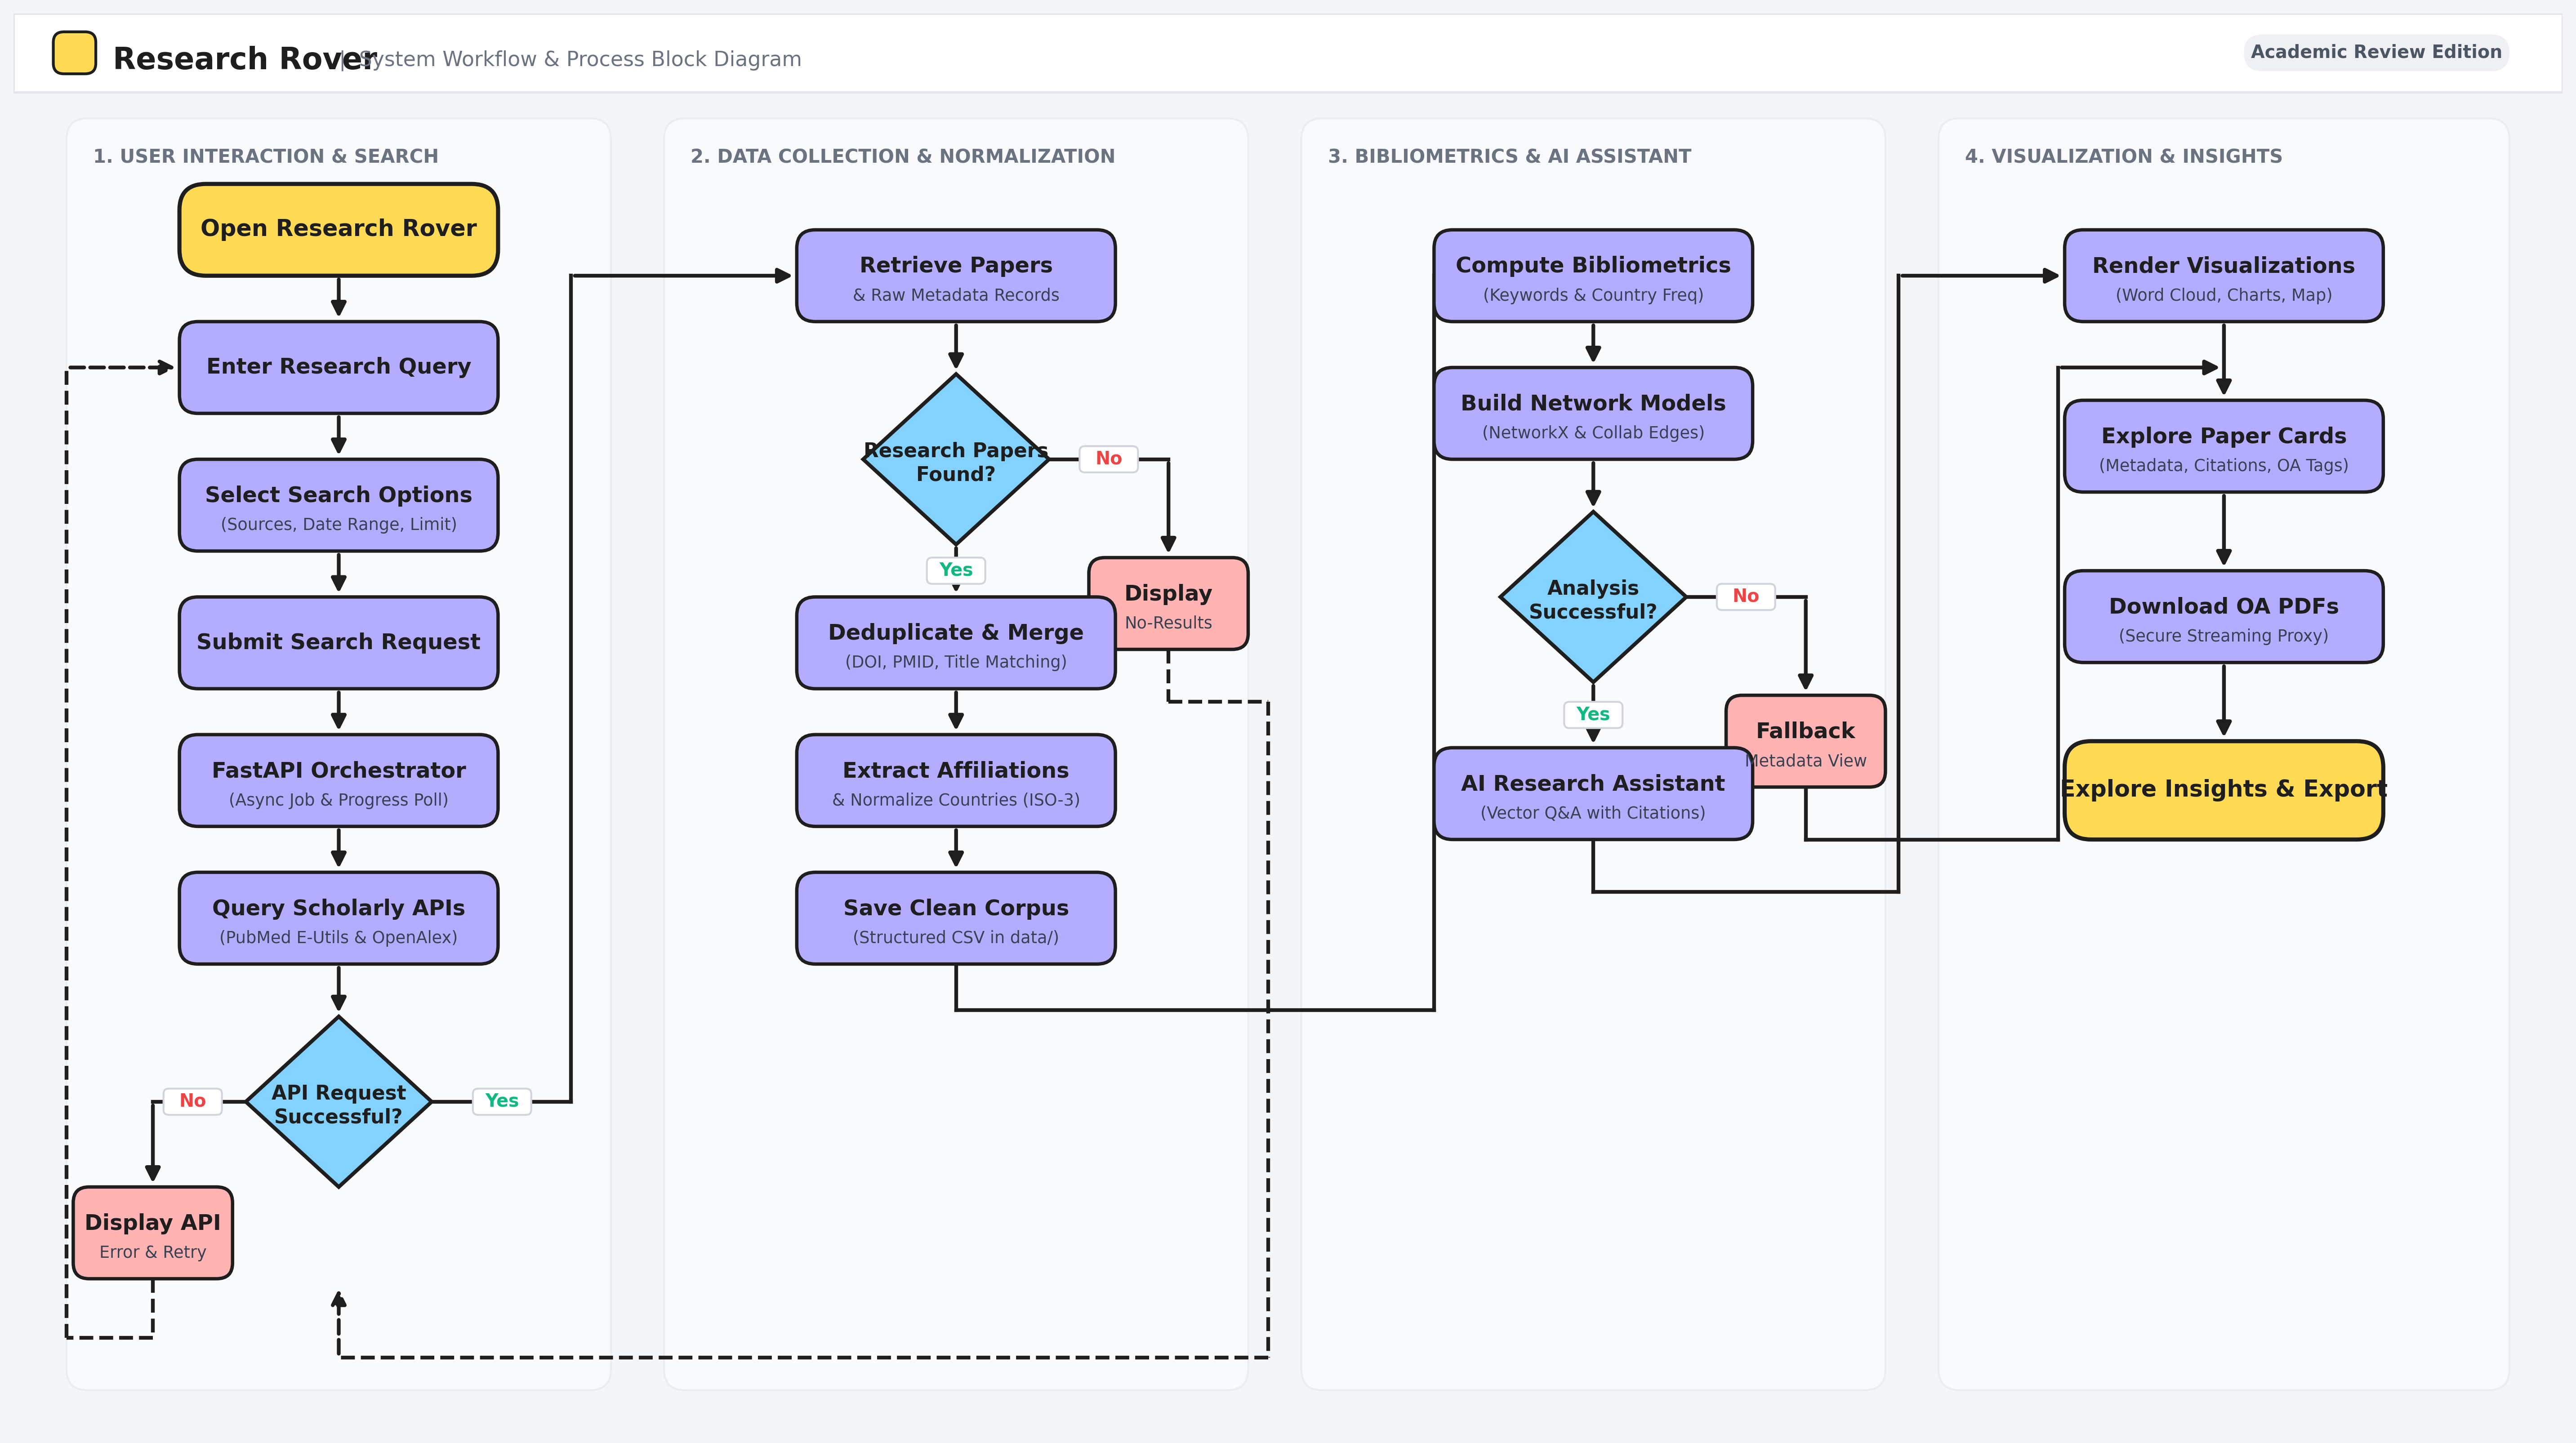 Research Rover
| System Workflow & Process Block Diagram
Academic Review Edition
1. USER INTERACTION & SEARCH
Open Research Rover
Enter Research Query
Select Search Options
(Sources, Date Range, Limit)
Submit Search Request
FastAPI Orchestrator
(Async Job & Progress Poll)
Query Scholarly APIs
(PubMed E-Utils & OpenAlex)
API Request
Successful?
No
Yes
Display API
Error & Retry
2. DATA COLLECTION & NORMALIZATION
Retrieve Papers
& Raw Metadata Records
Research Papers
Found?
No
Yes
Display
No-Results
Deduplicate & Merge
(DOI, PMID, Title Matching)
Extract Affiliations
& Normalize Countries (ISO-3)
Save Clean Corpus
(Structured CSV in data/)
3. BIBLIOMETRICS & AI ASSISTANT
Compute Bibliometrics
(Keywords & Country Freq)
Build Network Models
(NetworkX & Collab Edges)
Analysis
Successful?
No
Yes
Fallback
Metadata View
AI Research Assistant
(Vector Q&A with Citations)
4. VISUALIZATION & INSIGHTS
Render Visualizations
(Word Cloud, Charts, Map)
Explore Paper Cards
(Metadata, Citations, OA Tags)
Download OA PDFs
(Secure Streaming Proxy)
Explore Insights & Export